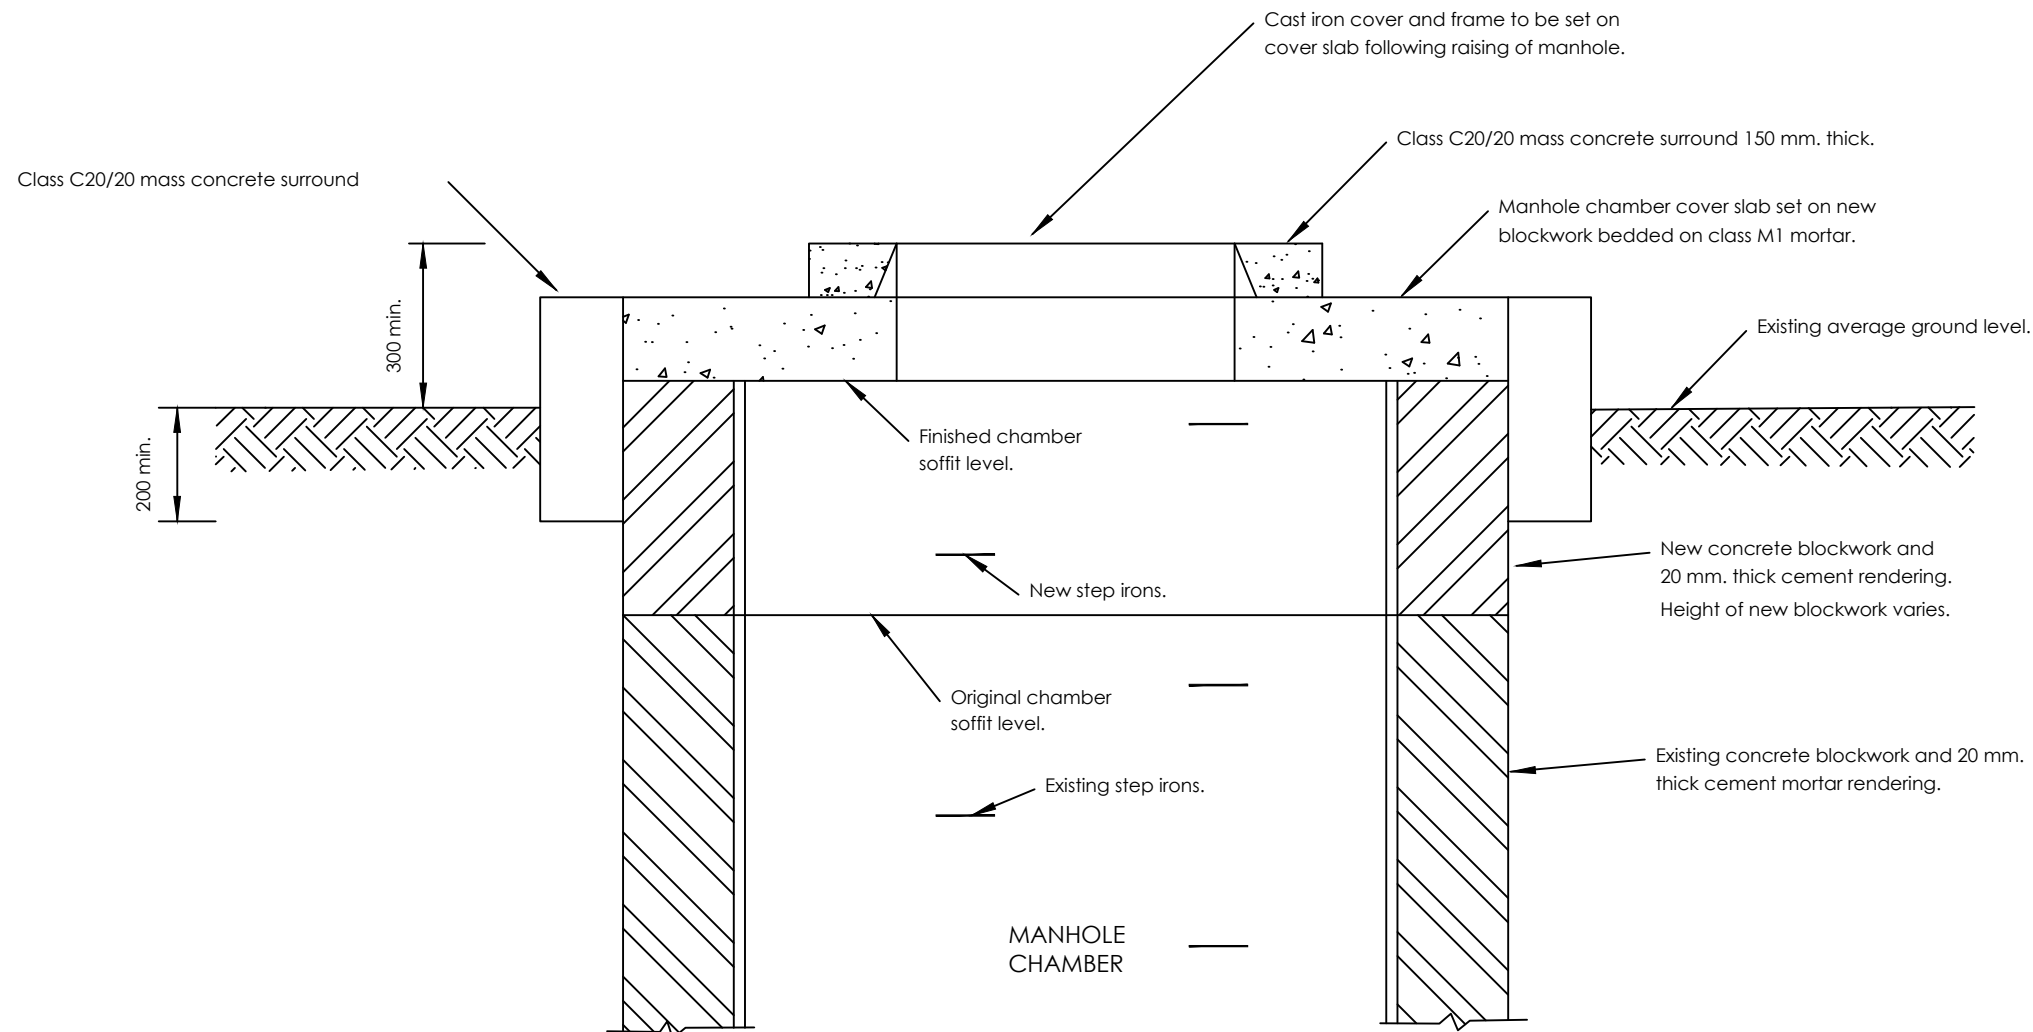 Cast iron cover and frame to be set on
cover slab following raising of manhole.
Class C20/20 mass concrete surround 150 mm. thick.
Class C20/20 mass concrete surround
Manhole chamber cover slab set on new
blockwork bedded on class M1 mortar.
300 min.
Existing average ground level.
200 min.
Finished chamber
soffit level.
New concrete blockwork and
20 mm. thick cement rendering.
Height of new blockwork varies.
New step irons.
Original chamber
soffit level.
Existing concrete blockwork and 20 mm.
thick cement mortar rendering.
Existing step irons.
MANHOLE
CHAMBER